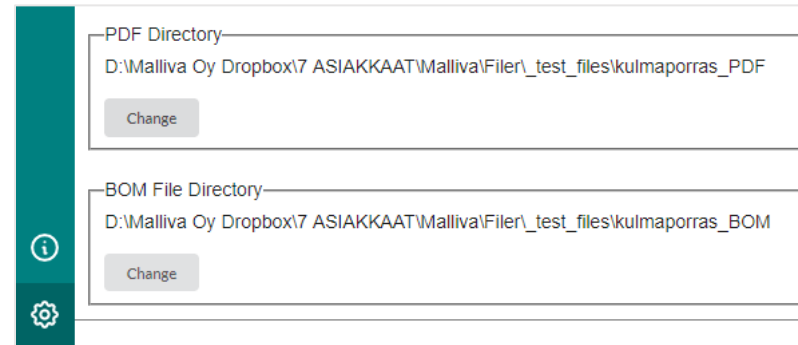 PDF Directory
D:\Malliva Oy Dropbox\7 ASIAKKAAT\Malliva\Filer\_test_files\kulmaporras_PDF
Change
BOM File Directory
D:\Malliva Oy Dropbox\7 ASIAKKAAT\Malliva\Filer\_test_files\kulmaporras_BOM
Change